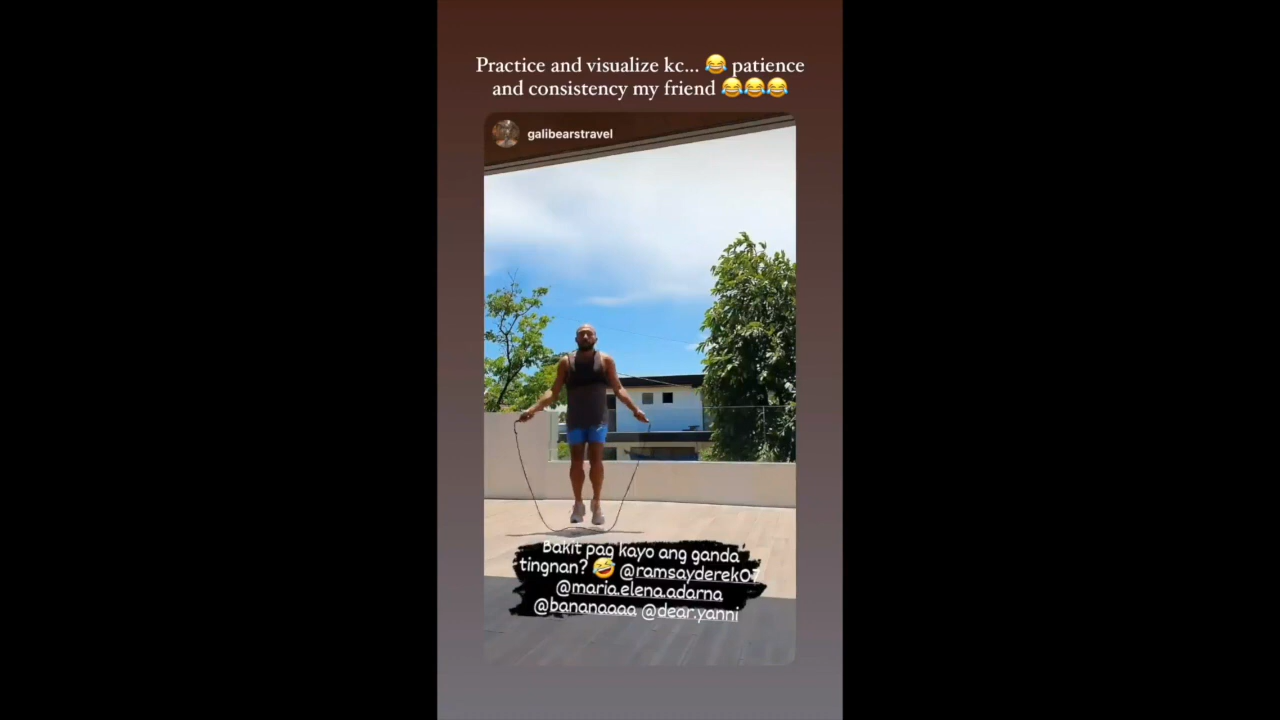 Practice and visualize kc... 😂 patience
and consistency my friend 😂😂😂
galibearstravel
Bakit pag kayo ang ganda
tingnan? 🤣 @ramsayderek07
@maria.elena.adarna
@bananaaaa @dear.yanni